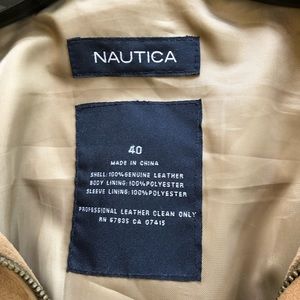 NAUTICA
40
MADE IN CHINA
SHELL: 100%GENUINE LEATHER
BODY LINING: 100%POLYESTER
SLEEVE LINING: 100%POLYESTER
PROFESSIONAL LEATHER CLEAN ONLY
RN 67835 CA 07415